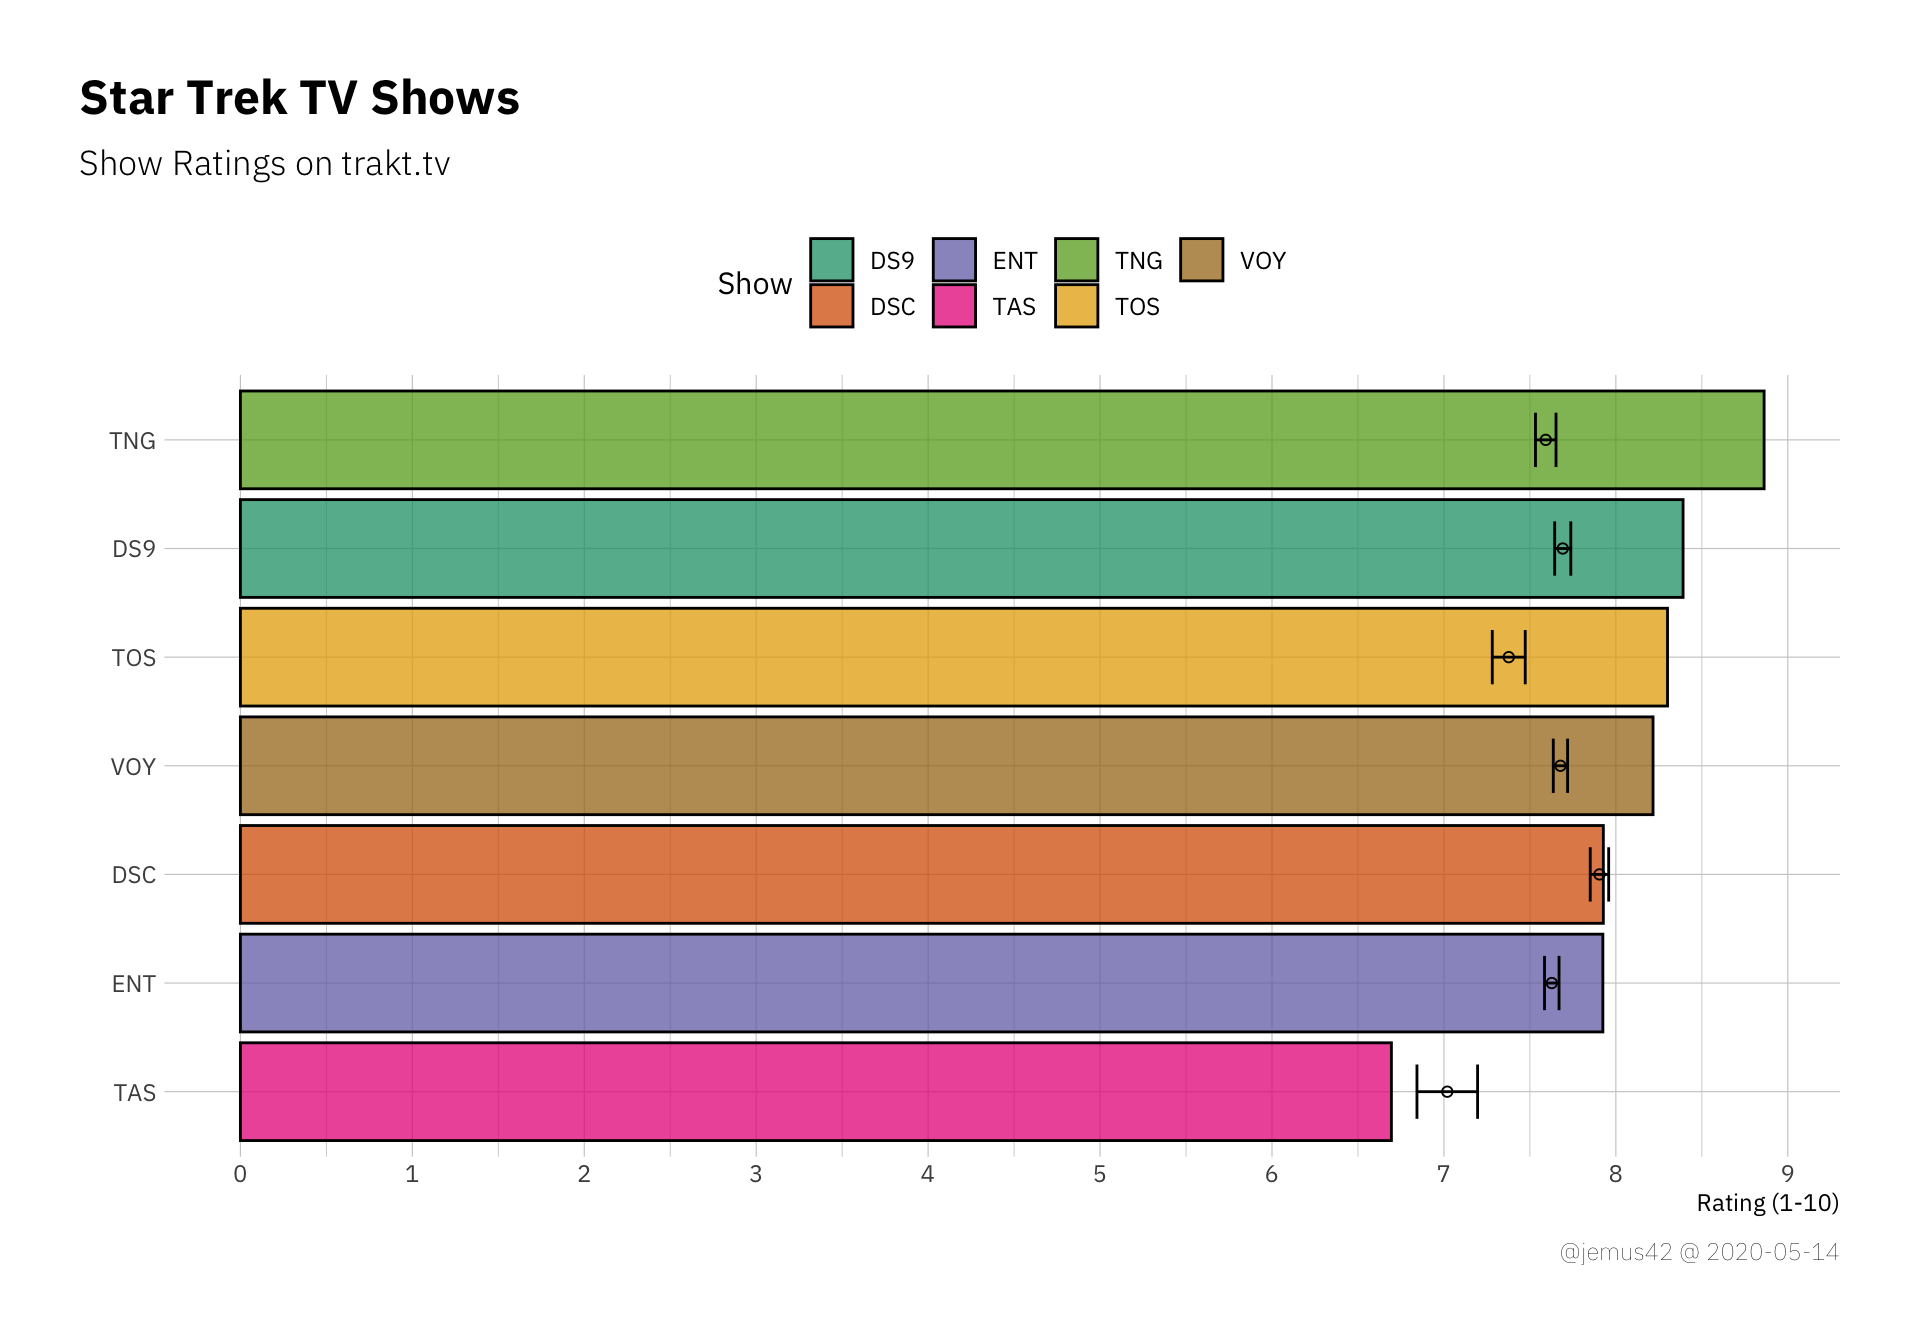 Star Trek TV Shows
Show Ratings on trakt.tv
Show
DS9 ENT TNG VOY
DSC TAS TOS
TNG
DS9
TOS
VOY
DSC
ENT
TAS
0 1 2 3 4 5 6 7 8 9
Rating (1-10)
@jemus42 @ 2020-05-14